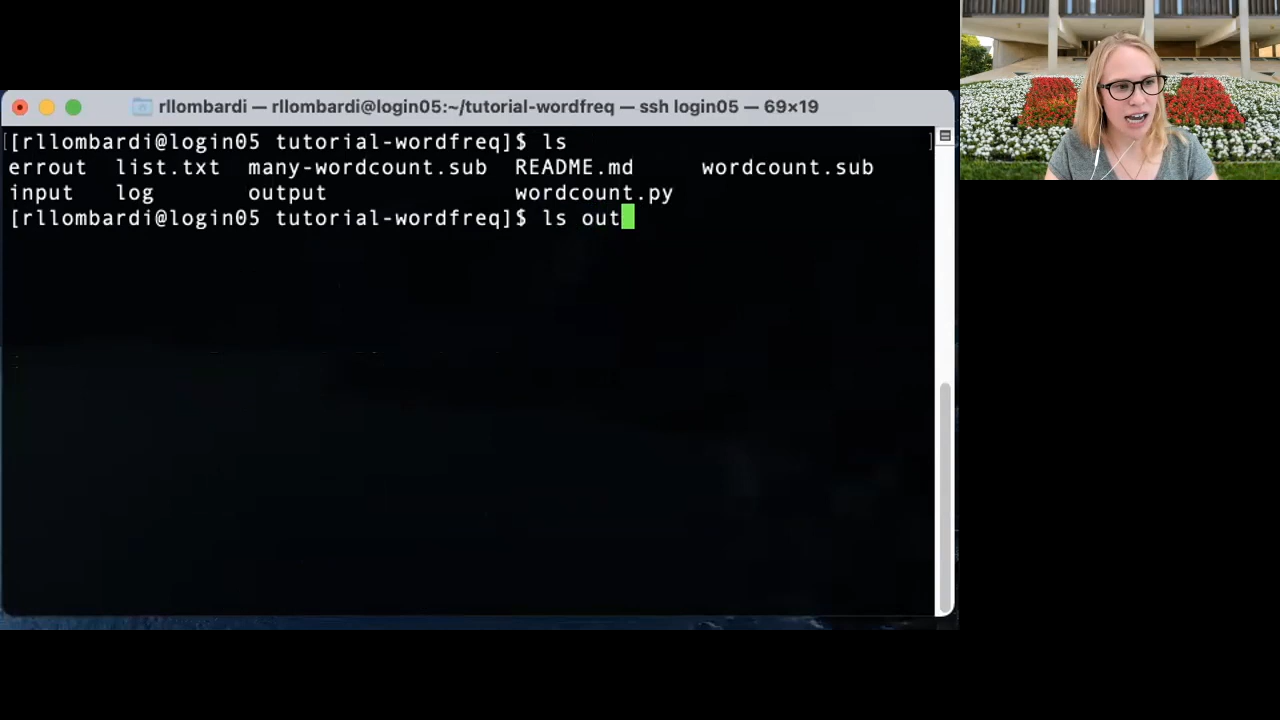 rllombardi — rllombardi@login05:~/tutorial-wordfreq — ssh login05 — 69×19
[[rllombardi@login05 tutorial-wordfreq]$ ls ]
errout list.txt many-wordcount.sub README.md wordcount.sub
input log output wordcount.py
[rllombardi@login05 tutorial-wordfreq]$ ls out